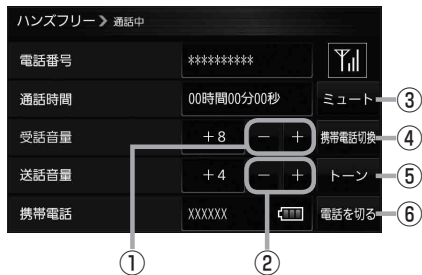 ハンズフリー＞ 通話中
電話番号 **********
通話時間 00時間00分00秒 ミュート ③
受話音量 ＋8 － ＋ 携帯電話切換 ④
送話音量 ＋4 － ＋ トーン ⑤
携帯電話 XXXXXX 電話を切る ⑥
① ②